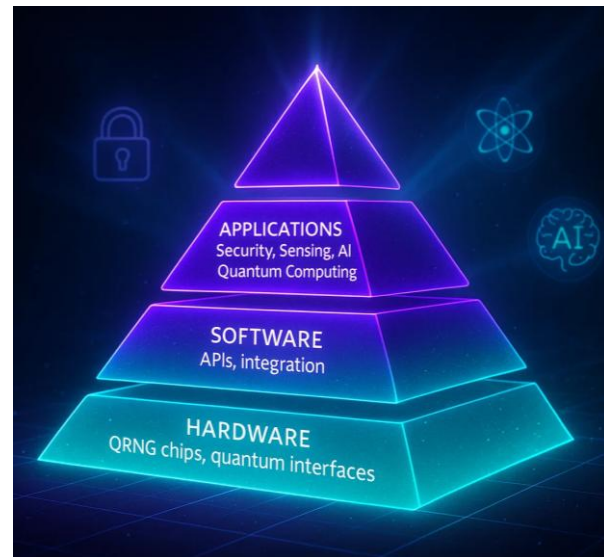 APPLICATIONS
Security, Sensing, AI
Quantum Computing
AI
SOFTWARE
APIs, integration
HARDWARE
QRNG chips, quantum interfaces